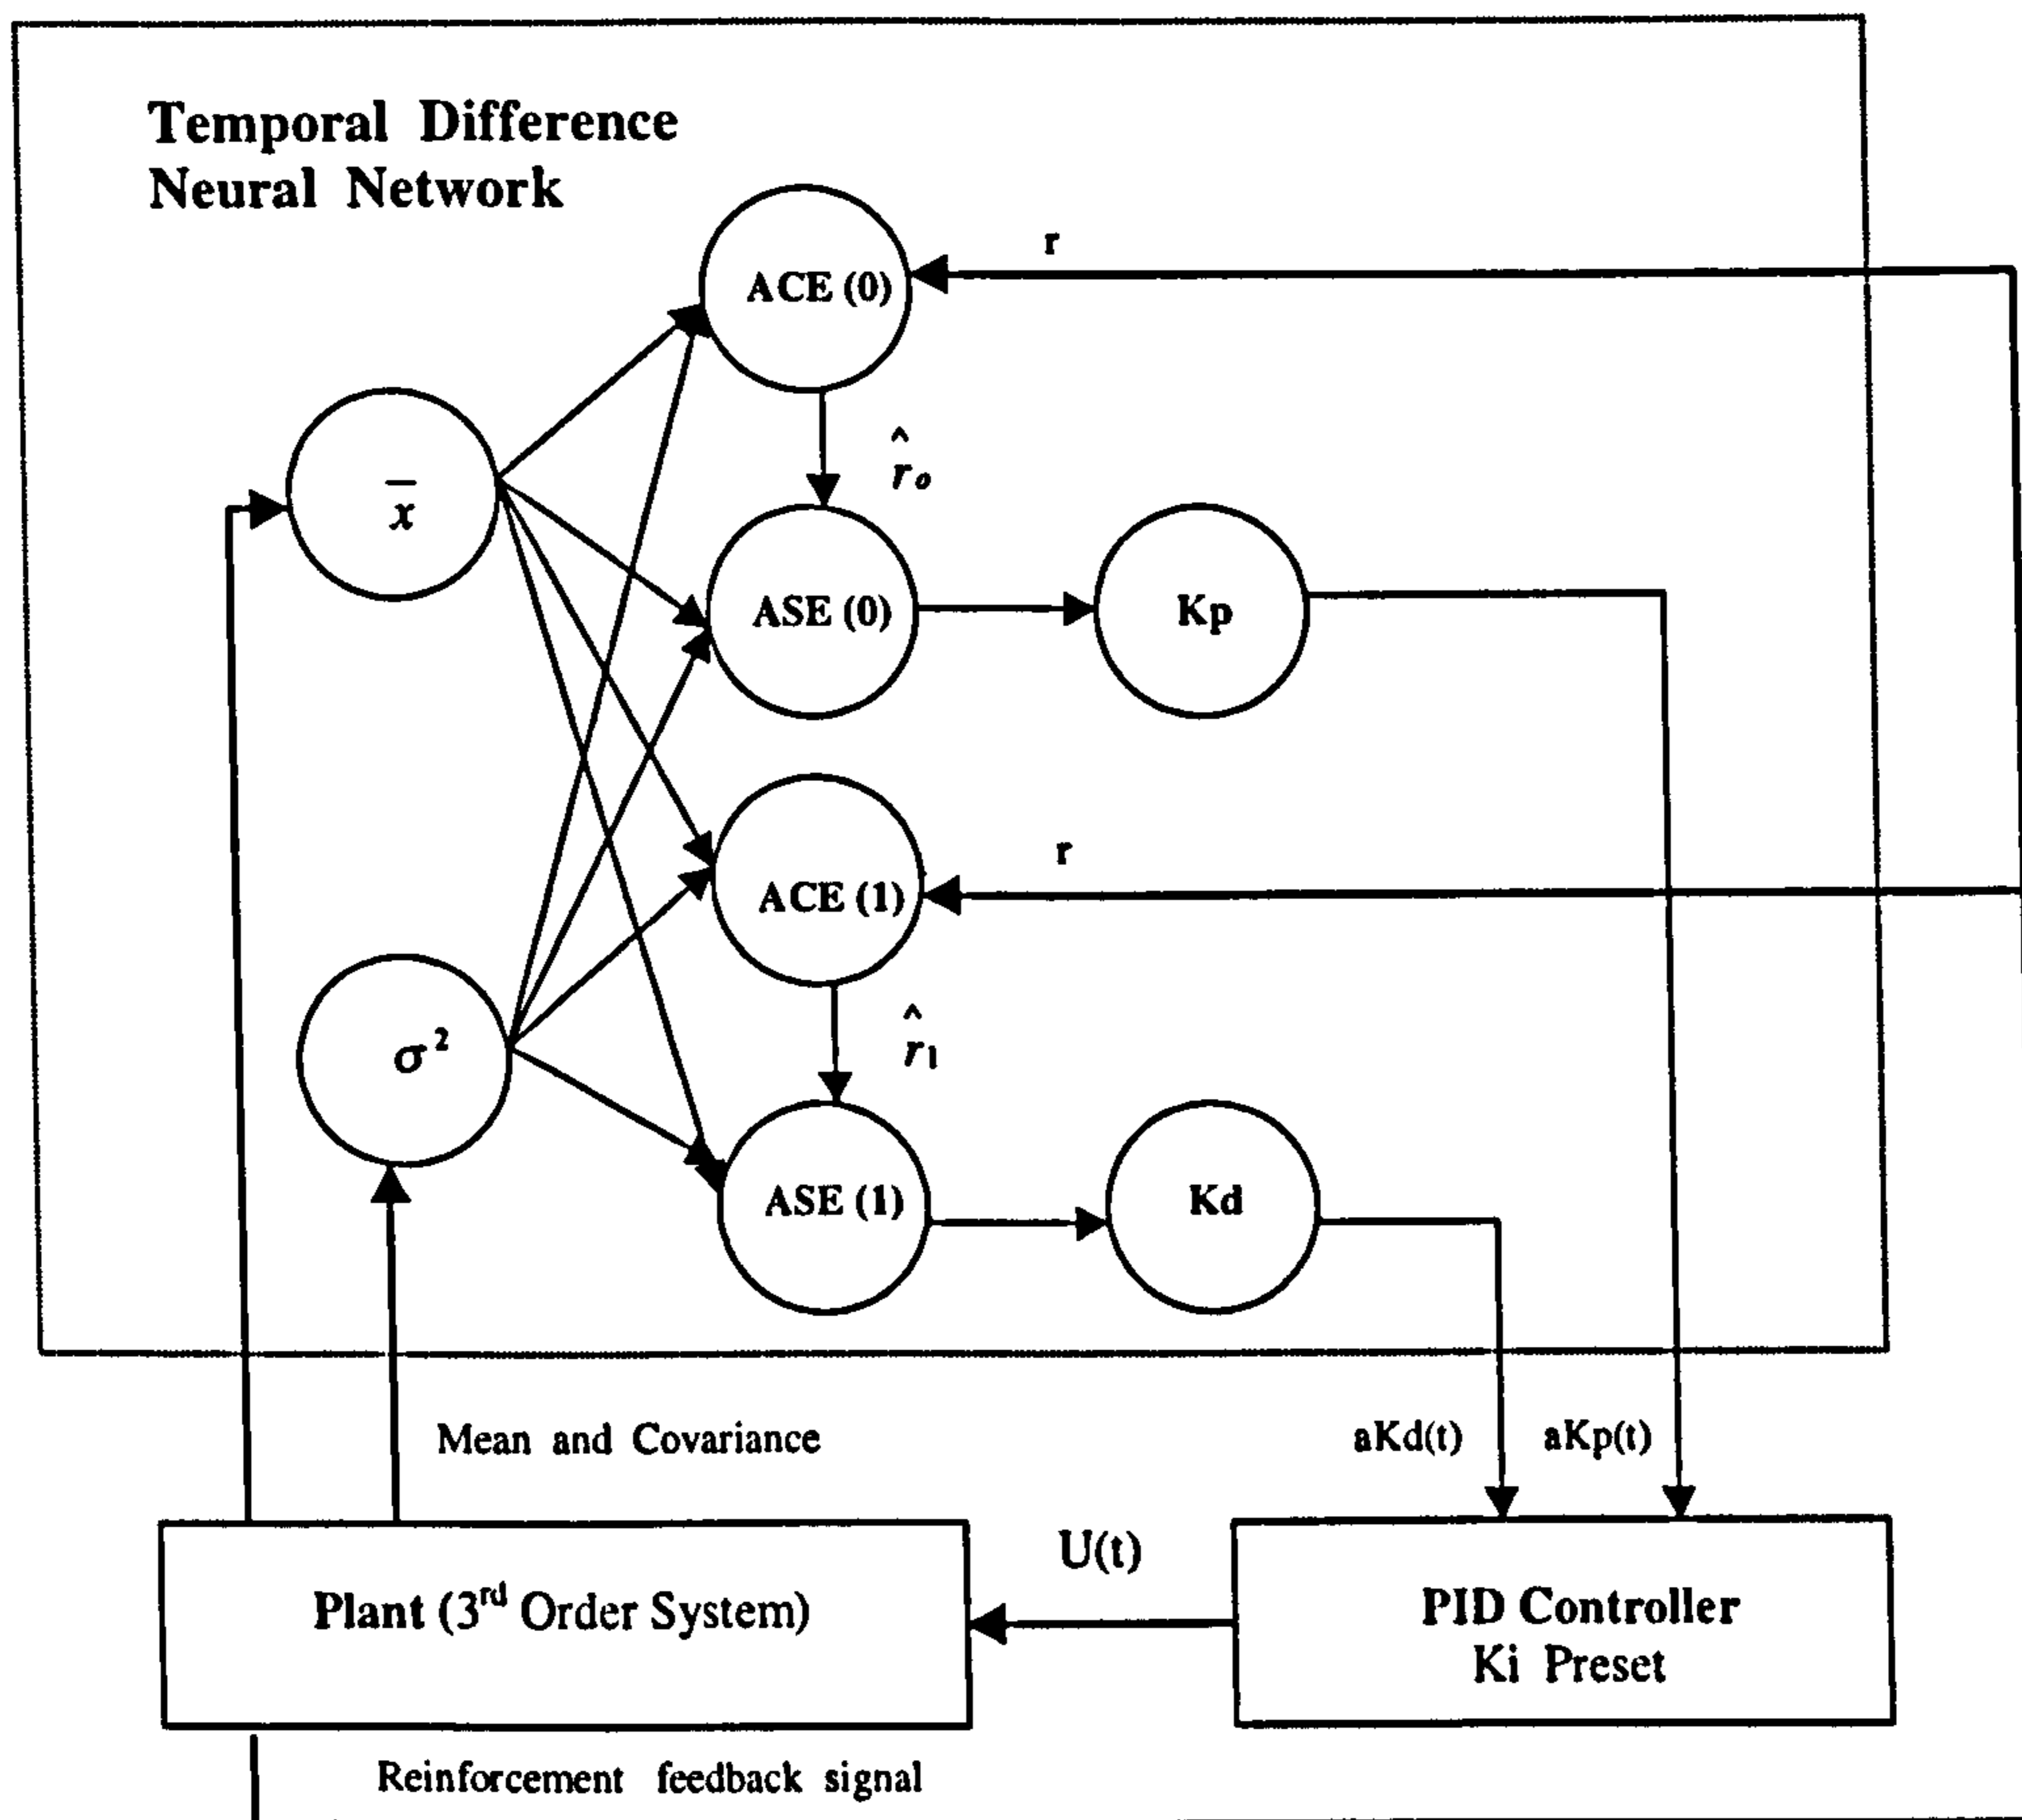 Temporal Difference
Neural Network
ACE (0)
r
r̂o
x̄
ASE (0)
Kp
ACE (1)
r
r̂1
σ²
ASE (1)
Kd
Mean and Covariance
aKd(t)
aKp(t)
U(t)
Plant (3rd Order System)
PID Controller
Ki Preset
Reinforcement feedback signal